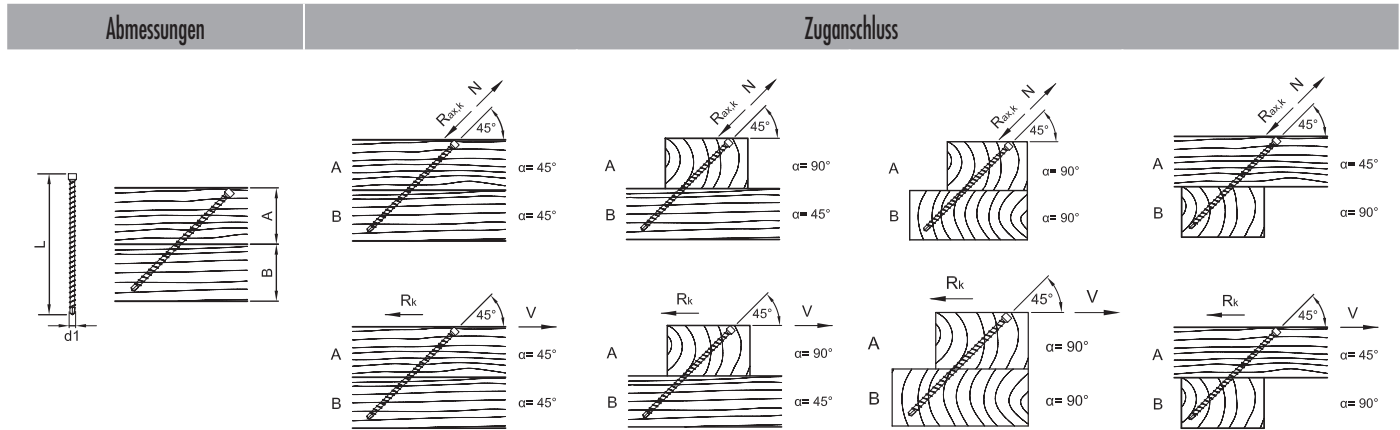 Abmessungen
Zuganschluss
L
d1
A
B
Rax,k
N
45°
A
B
α= 45°
α= 45°
Rax,k
N
45°
A
B
α= 90°
α= 45°
Rax,k
N
45°
A
B
α= 90°
α= 90°
Rax,k
N
45°
A
B
α= 45°
α= 90°
Rk
45°
V
A
B
α= 45°
α= 45°
Rk
45°
V
A
B
α= 90°
α= 45°
Rk
45°
V
A
B
α= 90°
α= 90°
Rk
45°
V
A
B
α= 45°
α= 90°